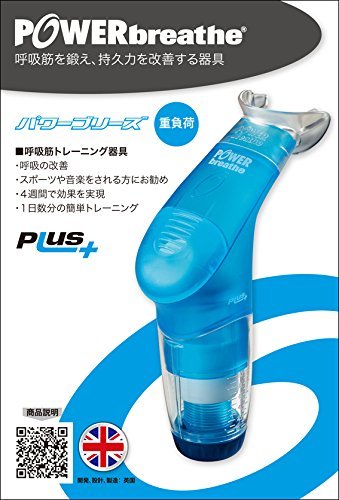 POWERbreathe®
呼吸筋を鍛え、持久力を改善する器具
パワーブリーズ 重負荷
■呼吸筋トレーニング器具
・呼吸の改善
・スポーツや音楽をされる方にお勧め
・4週間で効果を実現
・1日数分の簡単トレーニング
PLUS+
POWER
breathe
PLUS+
商品説明
開発、設計、製造： 英国